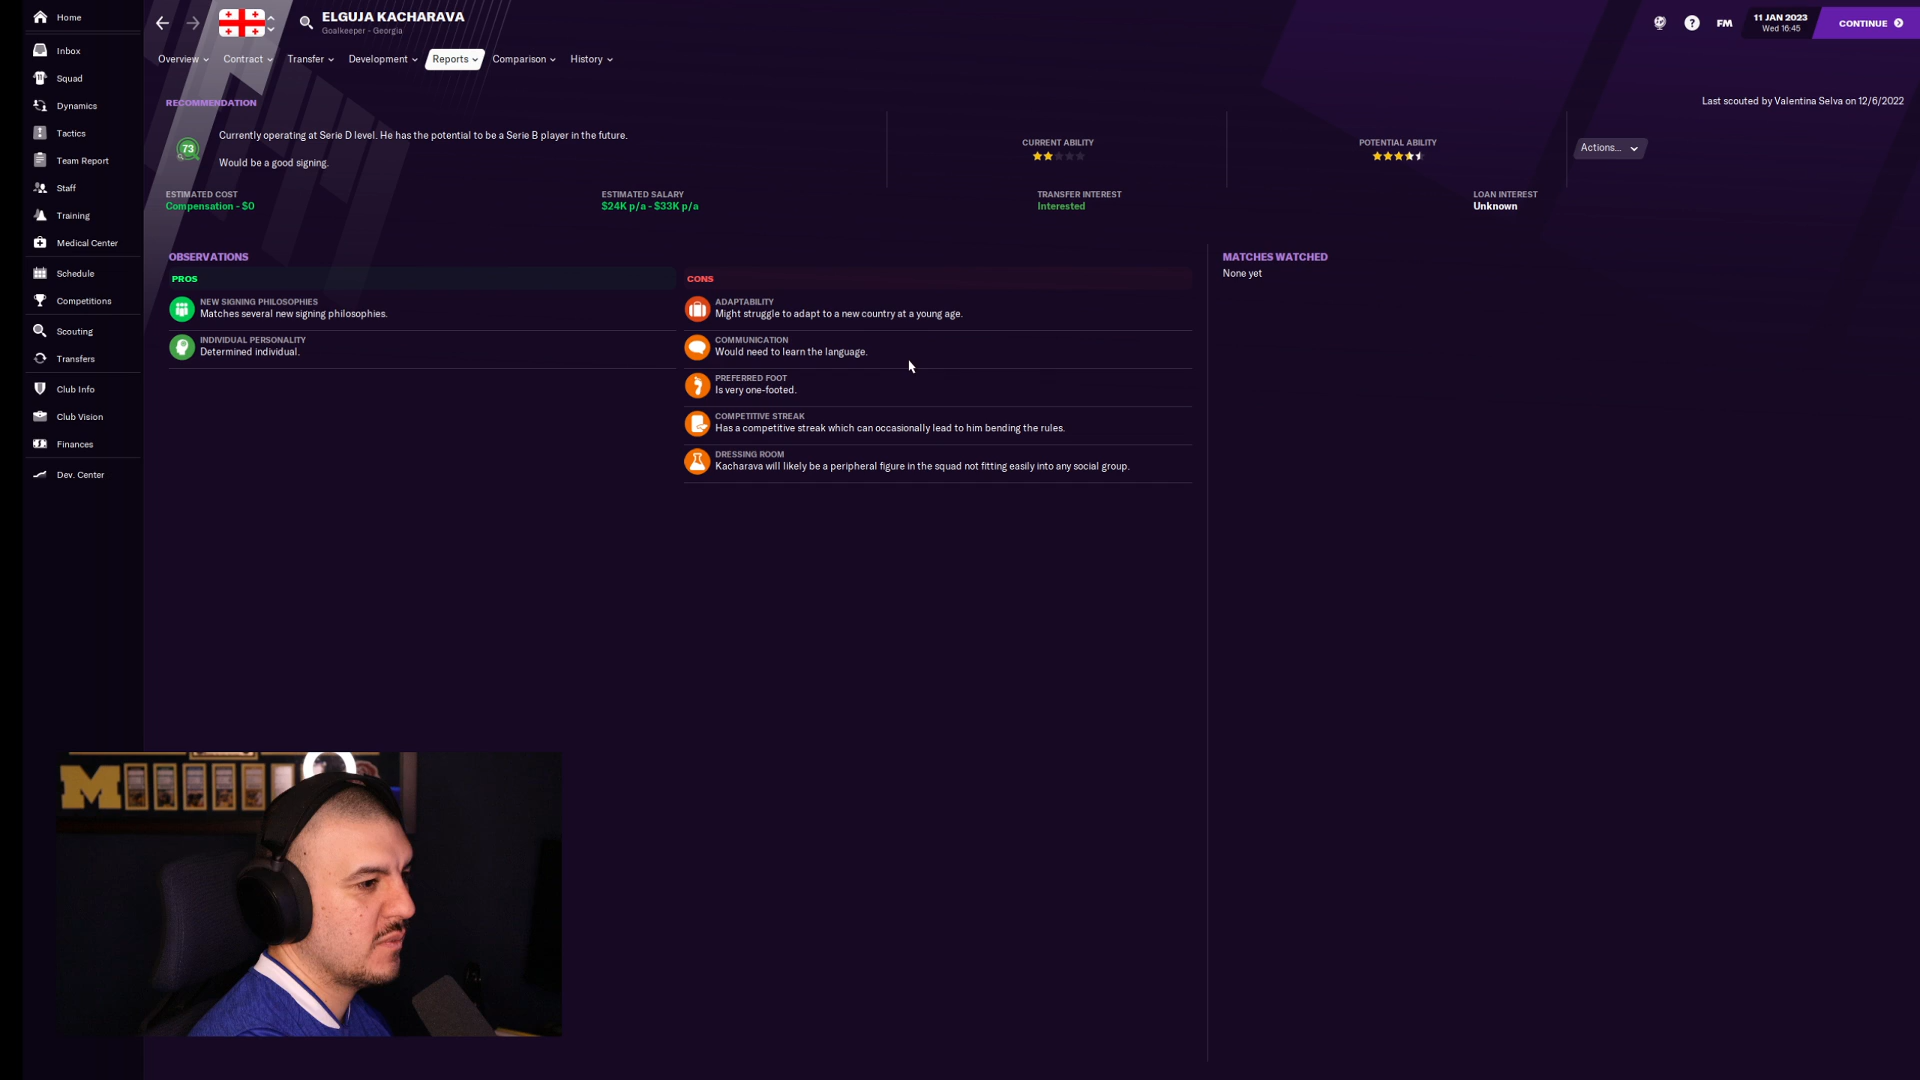 Home
Inbox
Squad
Dynamics
Tactics
Team Report
Staff
Training
Medical Center
Schedule
Competitions
Scouting
Transfers
Club Info
Club Vision
Finances
Dev. Center
ELGUJA KACHARAVA
Goalkeeper - Georgia
FM
11 JAN 2023
Wed 16:45
CONTINUE
Overview Contract Transfer Development Reports Comparison History
RECOMMENDATION
Last scouted by Valentina Selva on 12/6/2022
73
Currently operating at Serie D level. He has the potential to be a Serie B player in the future.
Would be a good signing.
CURRENT ABILITY
POTENTIAL ABILITY
Actions...
ESTIMATED COST
Compensation - $0
ESTIMATED SALARY
$24K p/a - $33K p/a
TRANSFER INTEREST
Interested
LOAN INTEREST
Unknown
OBSERVATIONS
PROS
NEW SIGNING PHILOSOPHIES
Matches several new signing philosophies.
INDIVIDUAL PERSONALITY
Determined individual.
CONS
ADAPTABILITY
Might struggle to adapt to a new country at a young age.
COMMUNICATION
Would need to learn the language.
PREFERRED FOOT
Is very one-footed.
COMPETITIVE STREAK
Has a competitive streak which can occasionally lead to him bending the rules.
DRESSING ROOM
Kacharava will likely be a peripheral figure in the squad not fitting easily into any social group.
MATCHES WATCHED
None yet
M